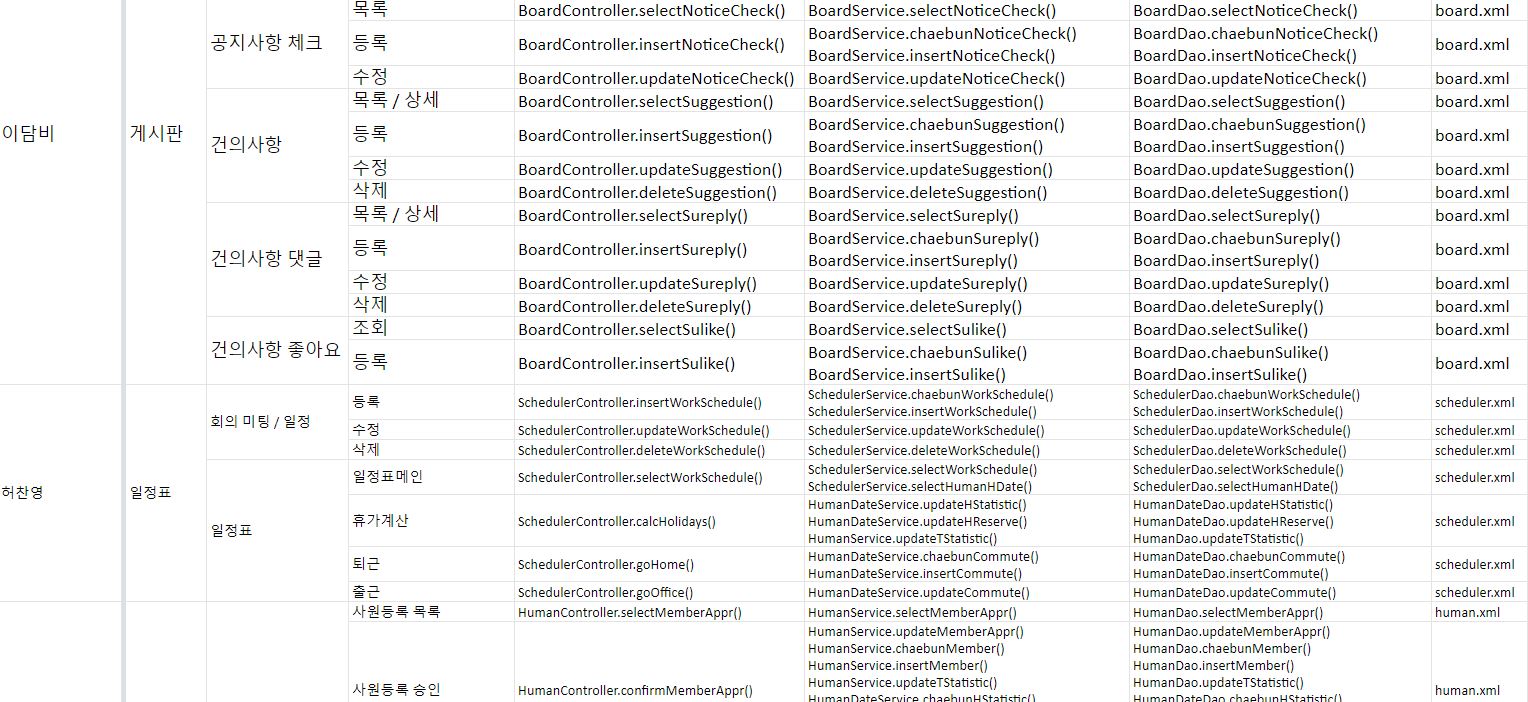 목록 BoardController.selectNoticeCheck() BoardService.selectNoticeCheck() BoardDao.selectNoticeCheck() board.xml
공지사항 체크
등록 BoardController.insertNoticeCheck() board.xml
BoardService.chaebunNoticeCheck() BoardDao.chaebunNoticeCheck()
BoardService.insertNoticeCheck() BoardDao.insertNoticeCheck()
수정 BoardController.updateNoticeCheck() BoardService.updateNoticeCheck() BoardDao.updateNoticeCheck() board.xml
이담비 게시판
건의사항
목록 / 상세 BoardController.selectSuggestion() BoardService.selectSuggestion() BoardDao.selectSuggestion() board.xml
등록 BoardController.insertSuggestion() board.xml
BoardService.chaebunSuggestion() BoardDao.chaebunSuggestion()
BoardService.insertSuggestion() BoardDao.insertSuggestion()
수정 BoardController.updateSuggestion() BoardService.updateSuggestion() BoardDao.updateSuggestion() board.xml
삭제 BoardController.deleteSuggestion() BoardService.deleteSuggestion() BoardDao.deleteSuggestion() board.xml
건의사항 댓글
목록 / 상세 BoardController.selectSureply() BoardService.selectSureply() BoardDao.selectSureply() board.xml
등록 BoardController.insertSureply() board.xml
BoardService.chaebunSureply() BoardDao.chaebunSureply()
BoardService.insertSureply() BoardDao.insertSureply()
수정 BoardController.updateSureply() BoardService.updateSureply() BoardDao.updateSureply() board.xml
삭제 BoardController.deleteSureply() BoardService.deleteSureply() BoardDao.deleteSureply() board.xml
건의사항 좋아요
조회 BoardController.selectSulike() BoardService.selectSulike() BoardDao.selectSulike() board.xml
등록 BoardController.insertSulike() board.xml
BoardService.chaebunSulike() BoardDao.chaebunSulike()
BoardService.insertSulike() BoardDao.insertSulike()
허찬영 일정표
회의 미팅 / 일정
등록 SchedulerController.insertWorkSchedule() scheduler.xml
SchedulerService.chaebunWorkSchedule() SchedulerDao.chaebunWorkSchedule()
SchedulerService.insertWorkSchedule() SchedulerDao.insertWorkSchedule()
수정 SchedulerController.updateWorkSchedule() SchedulerService.updateWorkSchedule() SchedulerDao.updateWorkSchedule() scheduler.xml
삭제 SchedulerController.deleteWorkSchedule() SchedulerService.deleteWorkSchedule() SchedulerDao.deleteWorkSchedule() scheduler.xml
일정표
일정표메인 SchedulerController.selectWorkSchedule() scheduler.xml
SchedulerService.selectWorkSchedule() SchedulerDao.selectWorkSchedule()
SchedulerService.selectHumanHDate() SchedulerDao.selectHumanHDate()
휴가계산 SchedulerController.calcHolidays() scheduler.xml
HumanDateService.updateHStatistic() HumanDateDao.updateHStatistic()
HumanDateService.updateHReserve() HumanDateDao.updateHReserve()
HumanService.updateTStatistic() HumanDao.updateTStatistic()
퇴근 SchedulerController.goHome() scheduler.xml
HumanDateService.chaebunCommute() HumanDateDao.chaebunCommute()
HumanDateService.insertCommute() HumanDateDao.insertCommute()
출근 SchedulerController.goOffice() HumanDateService.updateCommute() HumanDateDao.updateCommute() scheduler.xml
사원등록 목록 HumanController.selectMemberAppr() HumanService.selectMemberAppr() HumanDao.selectMemberAppr() human.xml
사원등록 승인 HumanController.confirmMemberAppr() human.xml
HumanService.updateMemberAppr() HumanDao.updateMemberAppr()
HumanService.chaebunMember() HumanDao.chaebunMember()
HumanService.insertMember() HumanDao.insertMember()
HumanService.updateTStatistic() HumanDao.updateTStatistic()
HumanDateService.chaebunHStatistic() HumanDateDao.chaebunHStatistic()